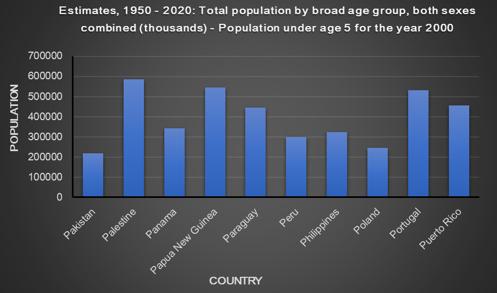 Estimates, 1950 - 2020: Total population by broad age group, both sexes
combined (thousands) - Population under age 5 for the year 2000
POPULATION
700000
600000
500000
400000
300000
200000
100000
0
Pakistan
Palestine
Panama
Papua New Guinea
Paraguay
Peru
Philippines
Poland
Portugal
Puerto Rico
COUNTRY